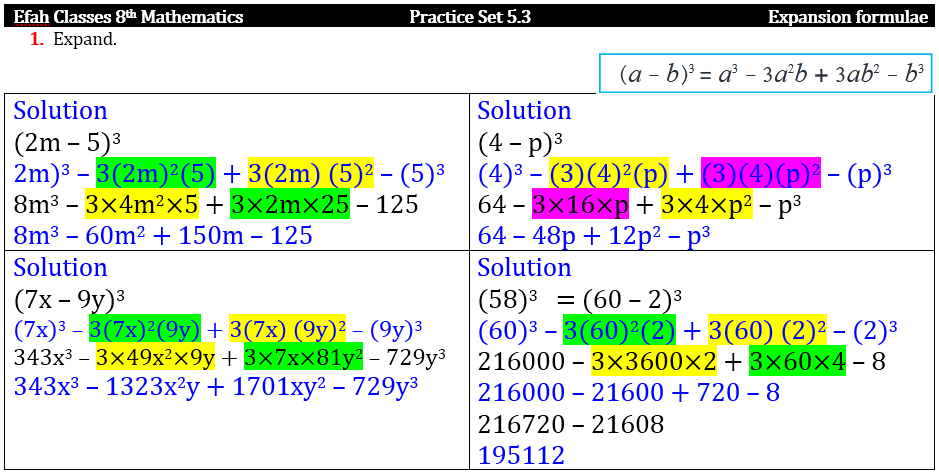 Efah Classes 8th Mathematics Practice Set 5.3 Expansion formulae
1. Expand.
(a – b)³ = a³ – 3a²b + 3ab² – b³
Solution
(2m – 5)³
2m)³ – 3(2m)²(5) + 3(2m) (5)² – (5)³
8m³ – 3×4m²×5 + 3×2m×25 – 125
8m³ – 60m² + 150m – 125
Solution
(4 – p)³
(4)³ – (3)(4)²(p) + (3)(4)(p)² – (p)³
64 – 3×16×p + 3×4×p² – p³
64 – 48p + 12p² – p³
Solution
(7x – 9y)³
(7x)³ – 3(7x)²(9y) + 3(7x) (9y)² – (9y)³
343x³ – 3×49x²×9y + 3×7x×81y² – 729y³
343x³ – 1323x²y + 1701xy² – 729y³
Solution
(58)³ = (60 – 2)³
(60)³ – 3(60)²(2) + 3(60) (2)² – (2)³
216000 – 3×3600×2 + 3×60×4 – 8
216000 – 21600 + 720 – 8
216720 – 21608
195112